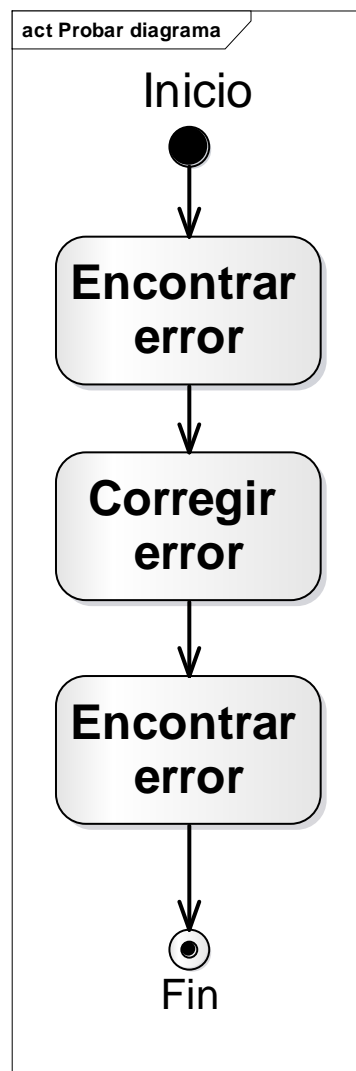 act Probar diagrama
Inicio
Encontrar
error
Corregir
error
Encontrar
error
Fin